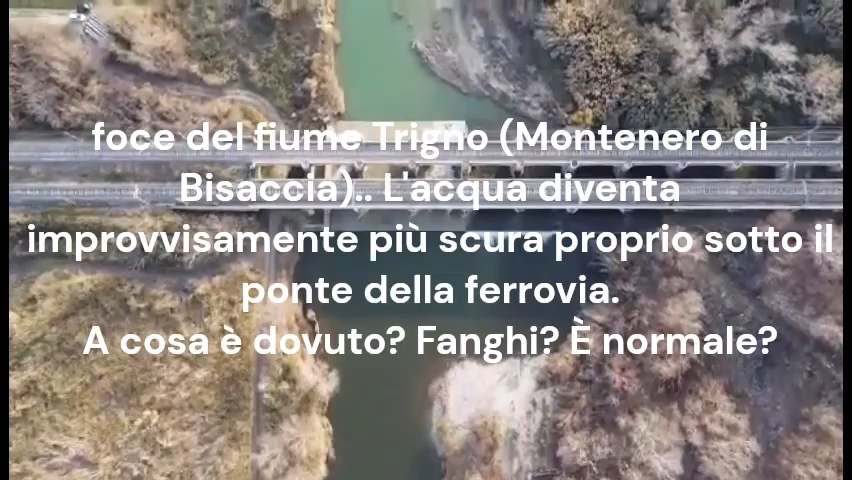 foce del fiume Trigno (Montenero di
Bisaccia).. L'acqua diventa
improvvisamente più scura proprio sotto il
ponte della ferrovia.
A cosa è dovuto? Fanghi? È normale?